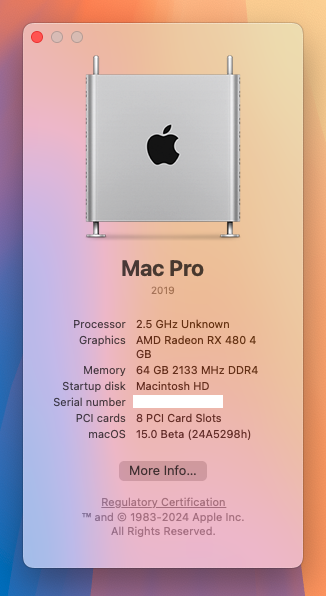 Mac Pro
2019
Processor 2.5 GHz Unknown
Graphics AMD Radeon RX 480 4
GB
Memory 64 GB 2133 MHz DDR4
Startup disk Macintosh HD
Serial number
PCI cards 8 PCI Card Slots
macOS 15.0 Beta (24A5298h)
More Info...
Regulatory Certification
™ and © 1983-2024 Apple Inc.
All Rights Reserved.